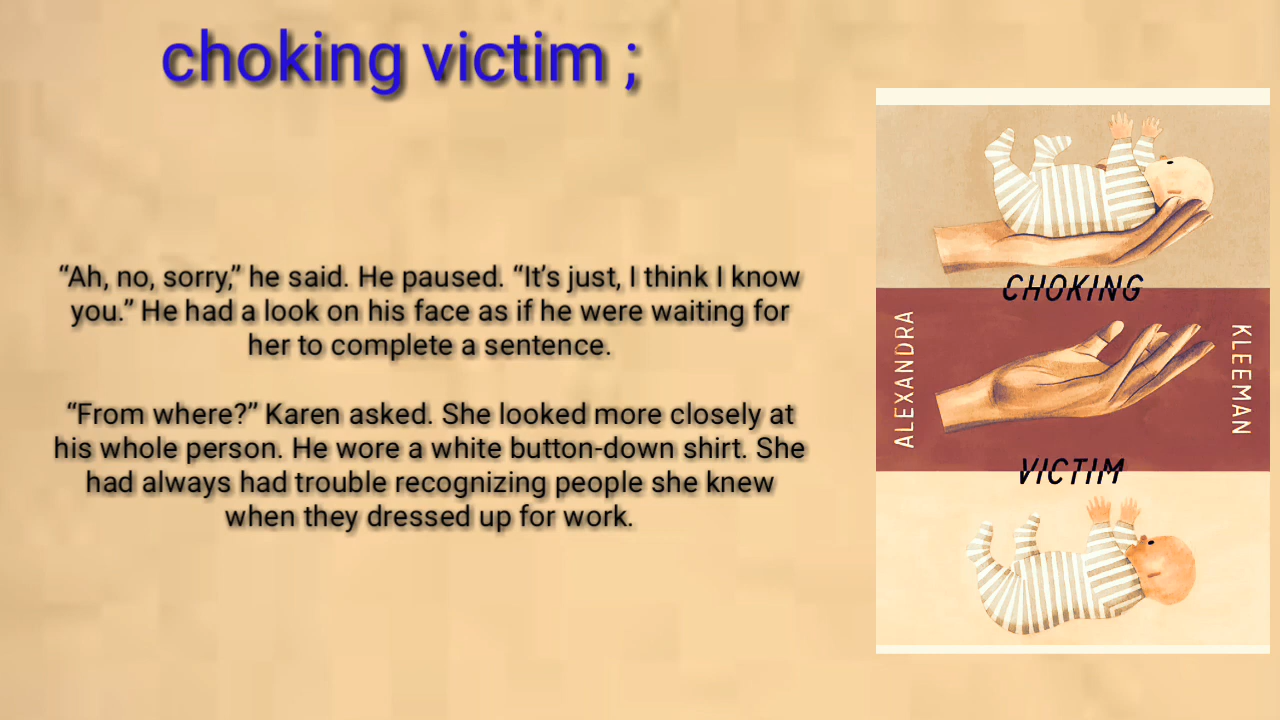 choking victim ;
“Ah, no, sorry,” he said. He paused. “It’s just, I think I know
you.” He had a look on his face as if he were waiting for
her to complete a sentence.
“From where?” Karen asked. She looked more closely at
his whole person. He wore a white button-down shirt. She
had always had trouble recognizing people she knew
when they dressed up for work.
CHOKING
ALEXANDRA
KLEEMAN
VICTIM